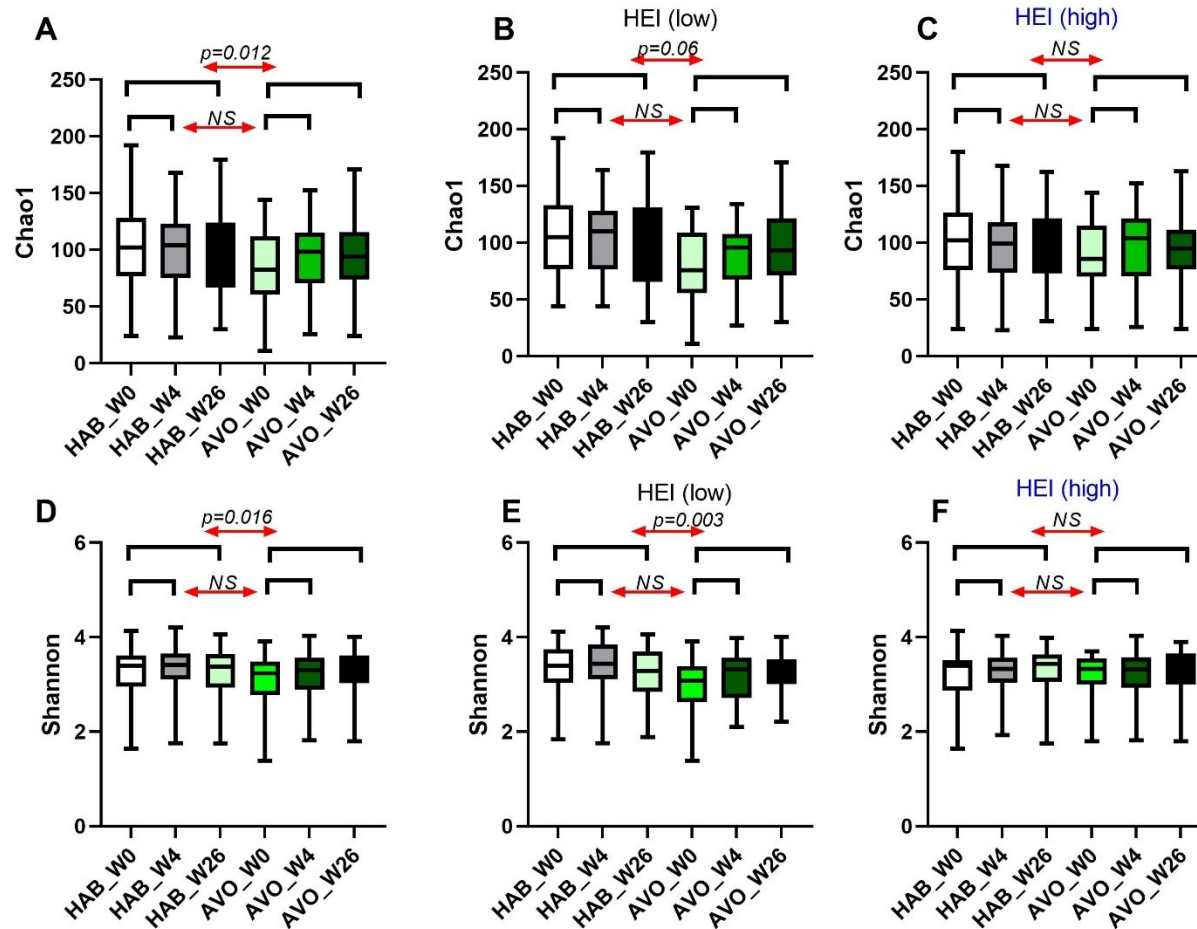 A
p=0.012
NS
Chao1
250
200
150
100
50
0
HAB_W0
HAB_W4
HAB_W26
AVO_W0
AVO_W4
AVO_W26
B
HEI (low)
p=0.06
NS
Chao1
250
200
150
100
50
0
HAB_W0
HAB_W4
HAB_W26
AVO_W0
AVO_W4
AVO_W26
C
HEI (high)
NS
NS
Chao1
250
200
150
100
50
0
HAB_W0
HAB_W4
HAB_W26
AVO_W0
AVO_W4
AVO_W26
D
p=0.016
NS
Shannon
6
4
2
0
HAB_W0
HAB_W4
HAB_W26
AVO_W0
AVO_W4
AVO_W26
E
HEI (low)
p=0.003
NS
Shannon
6
4
2
0
HAB_W0
HAB_W4
HAB_W26
AVO_W0
AVO_W4
AVO_W26
F
HEI (high)
NS
NS
Shannon
6
4
2
0
HAB_W0
HAB_W4
HAB_W26
AVO_W0
AVO_W4
AVO_W26